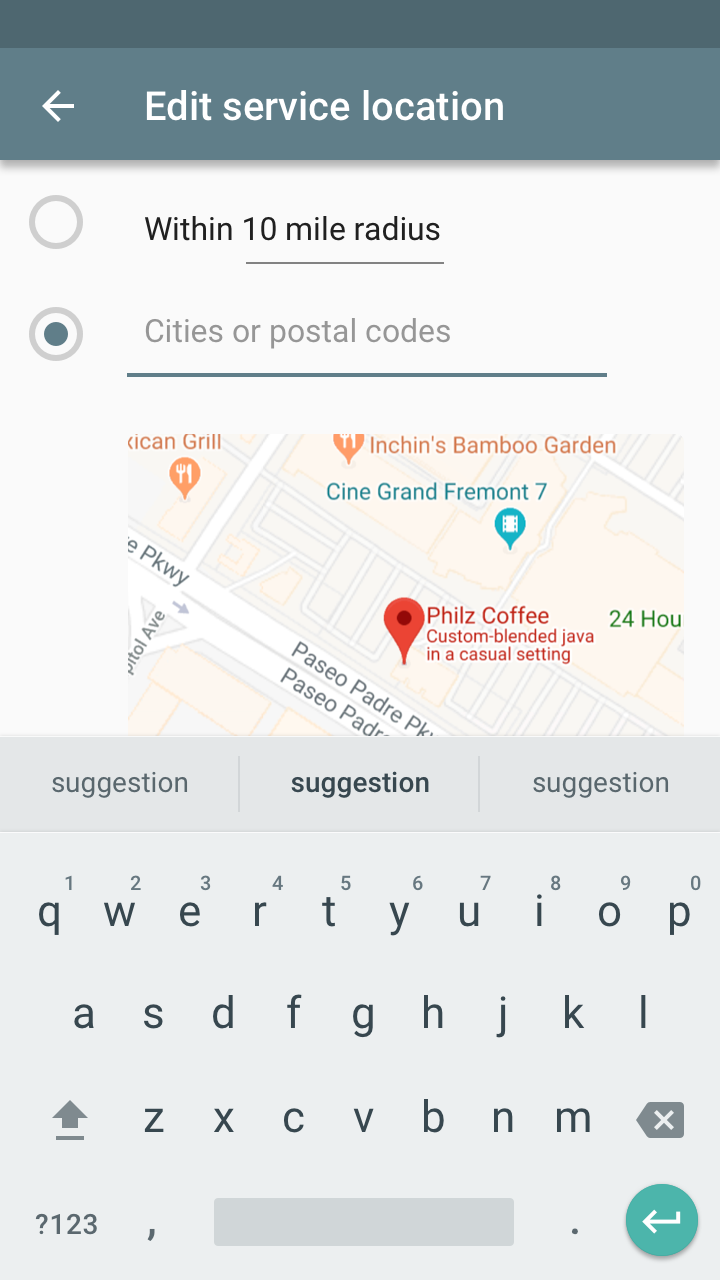 Edit service location
Within 10 mile radius
Cities or postal codes
xican Grill
Inchin's Bamboo Garden
Cine Grand Fremont 7
e Pkwy
Philz Coffee
Custom-blended java
in a casual setting
24 Hou
pitol Ave
Paseo Padre Pkw
Paseo Padre
suggestion suggestion suggestion
1 2 3 4 5 6 7 8 9 0
q w e r t y u i o p
a s d f g h j k l
z x c v b n m
?123 , .